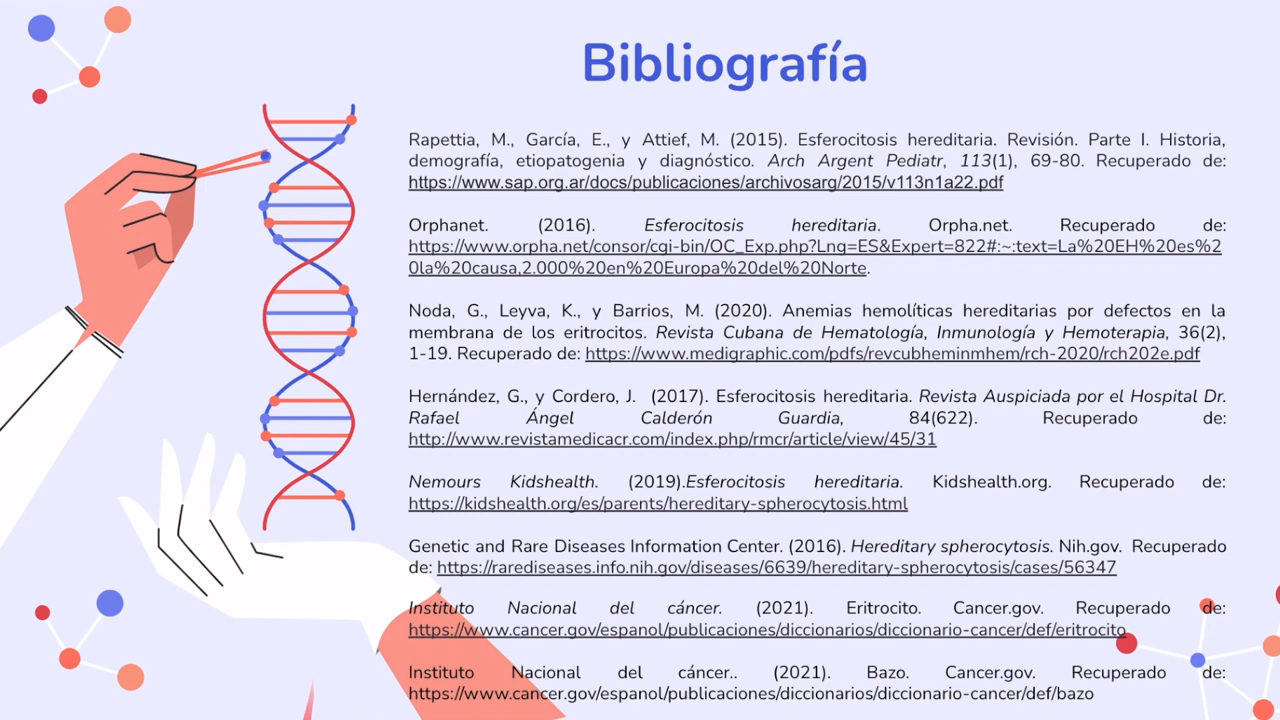 Bibliografía
Rapettia, M., García, E., y Attief, M. (2015). Esferocitosis hereditaria. Revisión. Parte I. Historia,
demografía, etiopatogenia y diagnóstico. Arch Argent Pediatr, 113(1), 69-80. Recuperado de:
https://www.sap.org.ar/docs/publicaciones/archivosarg/2015/v113n1a22.pdf
Orphanet. (2016). Esferocitosis hereditaria. Orpha.net. Recuperado de:
https://www.orpha.net/consor/cgi-bin/OC_Exp.php?Lng=ES&Expert=822#:~:text=La%20EH%20es%2
0la%20causa,2.000%20en%20Europa%20del%20Norte.
Noda, G., Leyva, K., y Barrios, M. (2020). Anemias hemolíticas hereditarias por defectos en la
membrana de los eritrocitos. Revista Cubana de Hematología, Inmunología y Hemoterapia, 36(2),
1-19. Recuperado de: https://www.medigraphic.com/pdfs/revcubheminmhem/rch-2020/rch202e.pdf
Hernández, G., y Cordero, J. (2017). Esferocitosis hereditaria. Revista Auspiciada por el Hospital Dr.
Rafael Ángel Calderón Guardia, 84(622). Recuperado de:
http://www.revistamedicacr.com/index.php/rmcr/article/view/45/31
Nemours Kidshealth. (2019).Esferocitosis hereditaria. Kidshealth.org. Recuperado de:
https://kidshealth.org/es/parents/hereditary-spherocytosis.html
Genetic and Rare Diseases Information Center. (2016). Hereditary spherocytosis. Nih.gov. Recuperado
de: https://rarediseases.info.nih.gov/diseases/6639/hereditary-spherocytosis/cases/56347
Instituto Nacional del cáncer. (2021). Eritrocito. Cancer.gov. Recuperado de:
https://www.cancer.gov/espanol/publicaciones/diccionarios/diccionario-cancer/def/eritrocito
Instituto Nacional del cáncer.. (2021). Bazo. Cancer.gov. Recuperado de:
https://www.cancer.gov/espanol/publicaciones/diccionarios/diccionario-cancer/def/bazo